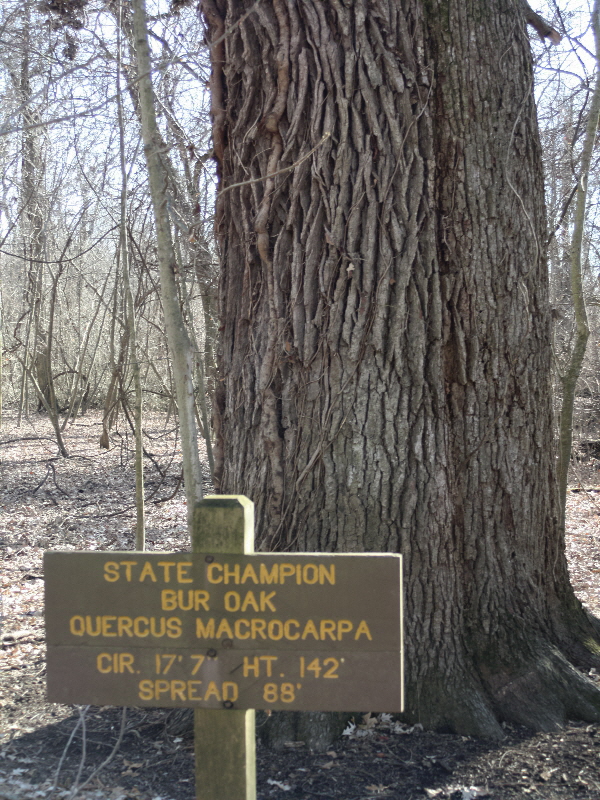 STATE CHAMPION
BUR OAK
QUERCUS MACROCARPA
CIR. 17' 7" HT. 142'
SPREAD 88'